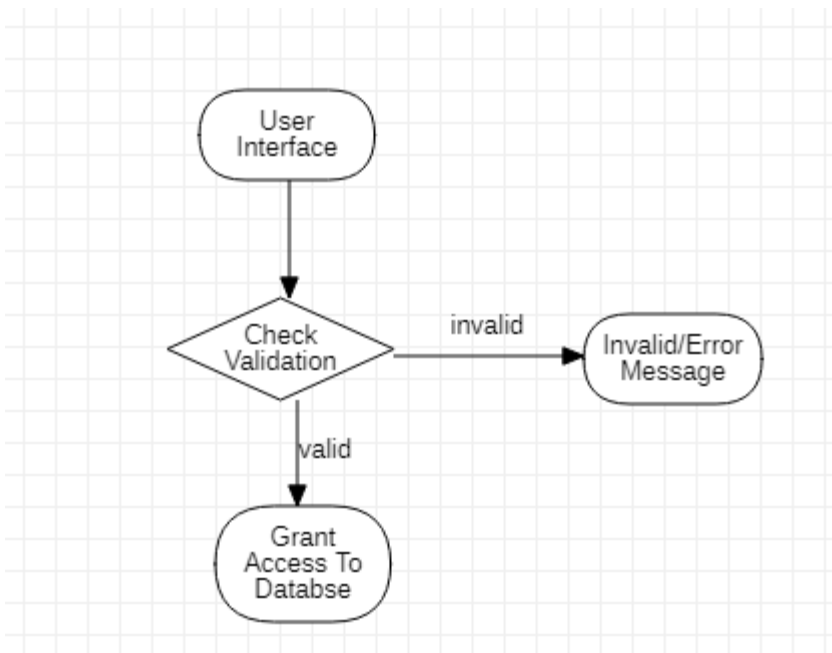 User
Interface
Check
Validation
invalid
Invalid/Error
Message
valid
Grant
Access To
Databse